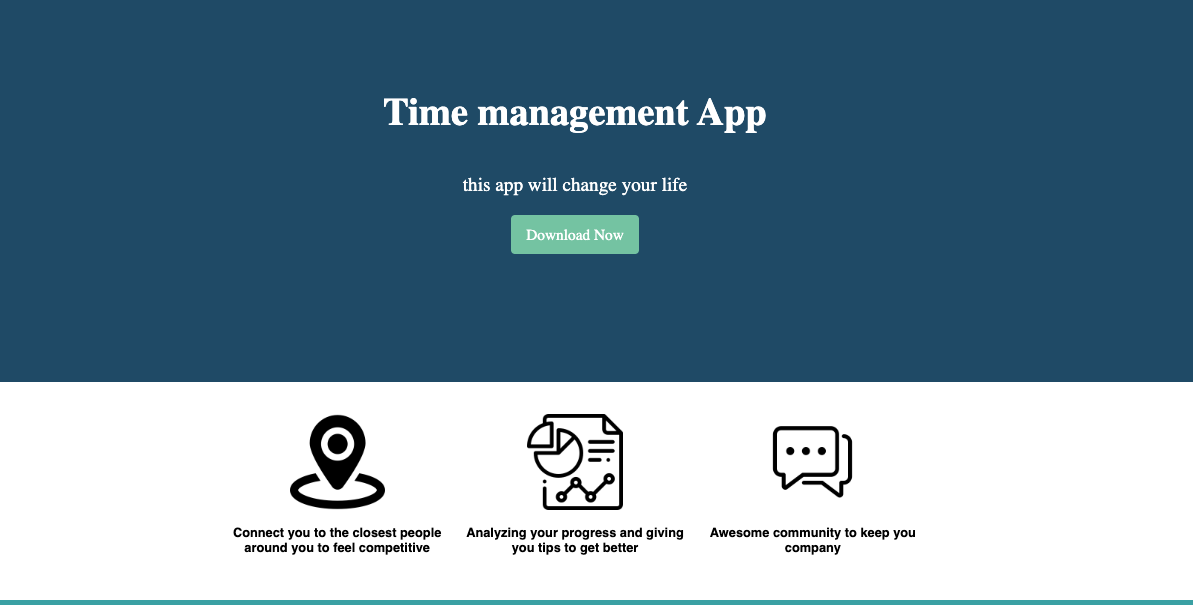 Time management App
this app will change your life
Download Now
Connect you to the closest people
around you to feel competitive
Analyzing your progress and giving
you tips to get better
Awesome community to keep you
company